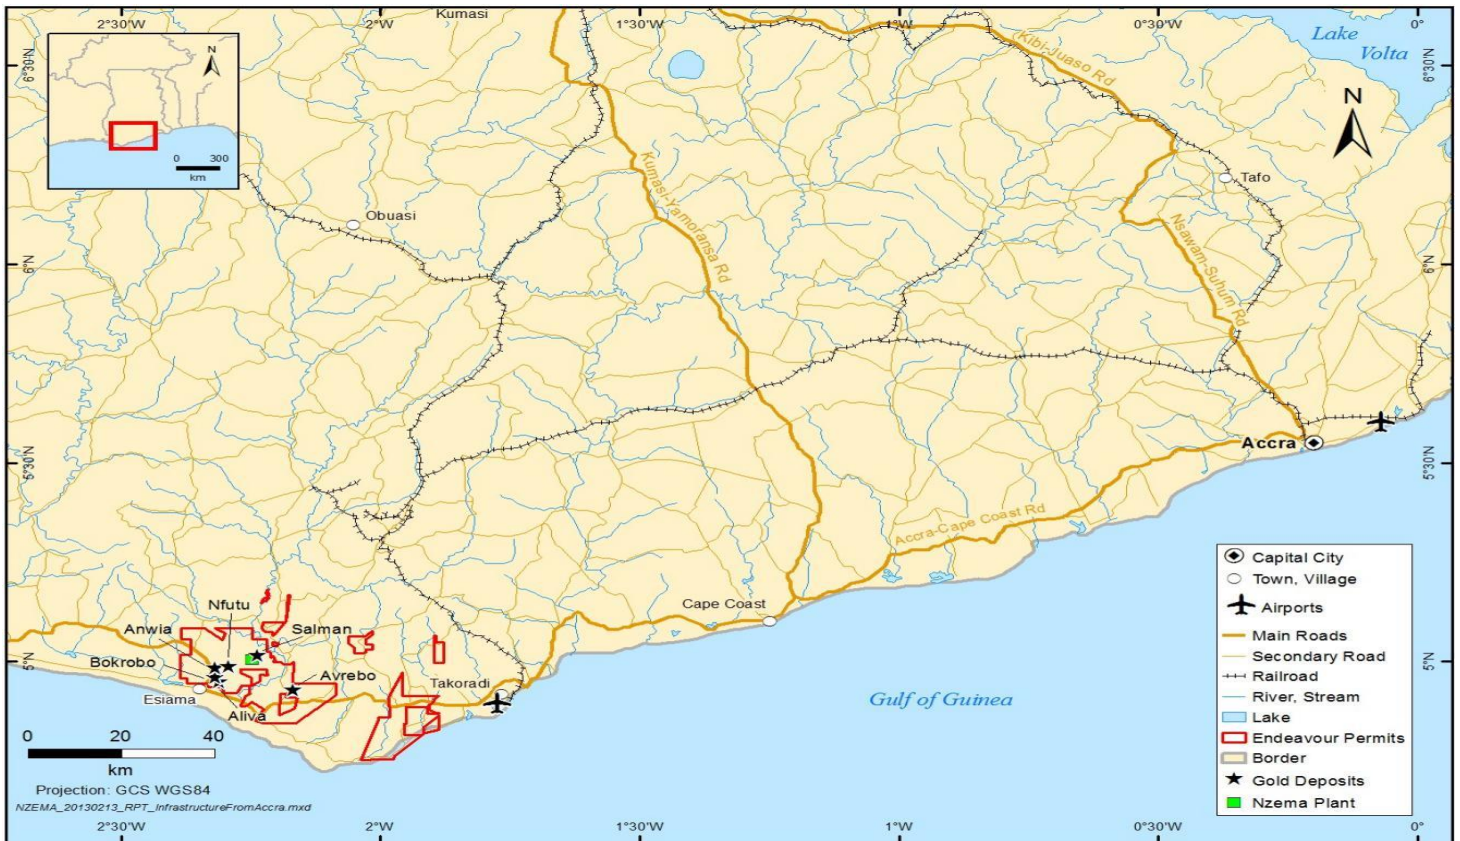 2°30'W
2°W
1°30'W
1°W
0°30'W
0°
Kumasi
Lake
Volta
6°30'N
6°30'N
N
Kibi-Juaso Rd
N
0
300
km
Kumasi-Yamoransa Rd
Tafo
Obuasi
Nsawam-Suhum Rd
6°N
6°N
Accra
5°30'N
5°30'N
Accra-Cape Coast Rd
Capital City
Town, Village
Airports
Main Roads
Secondary Road
Railroad
River, Stream
Lake
Endeavour Permits
Border
Gold Deposits
Nzema Plant
Cape Coast
Nfutu
Anwia
Salman
Bokrobo
Avrebo
5°N
5°N
Takoradi
Esiama
Aliva
Gulf of Guinea
0
20
40
km
Projection: GCS WGS84
NZEMA_20130213_RPT_InfrastructureFromAccra.mxd
2°30'W
2°W
1°30'W
1°W
0°30'W
0°